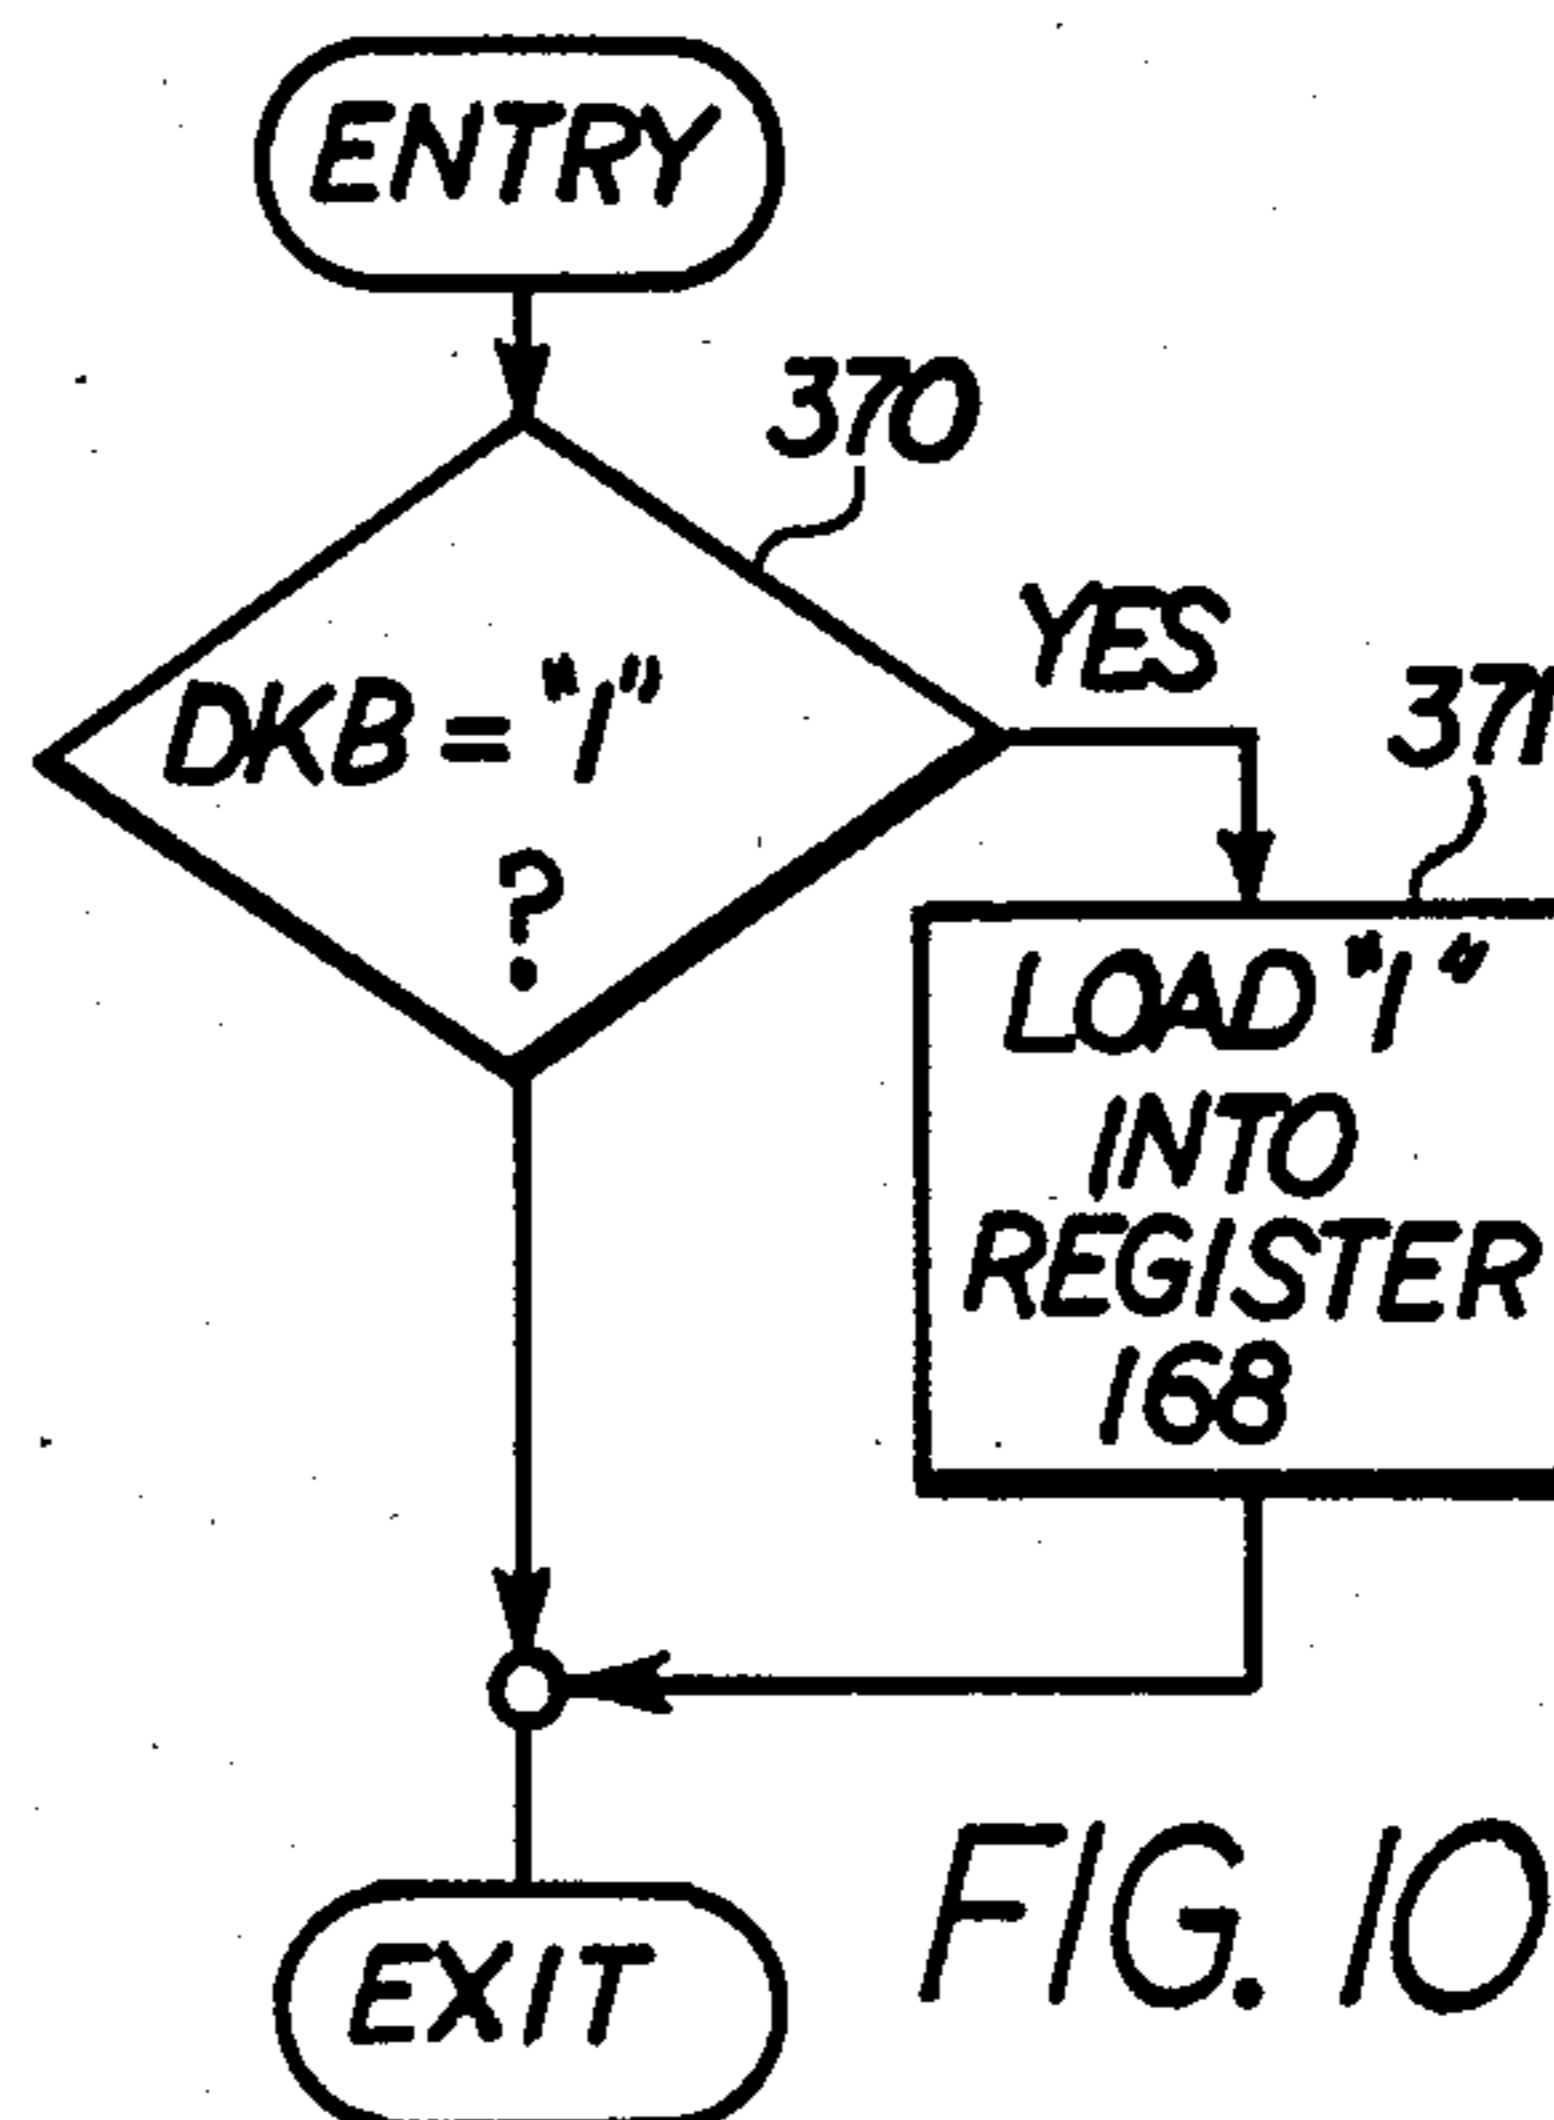 ENTRY
370
YES
371
DKB = "1"
?
LOAD "1"
INTO
REGISTER
168
EXIT
FIG. 10